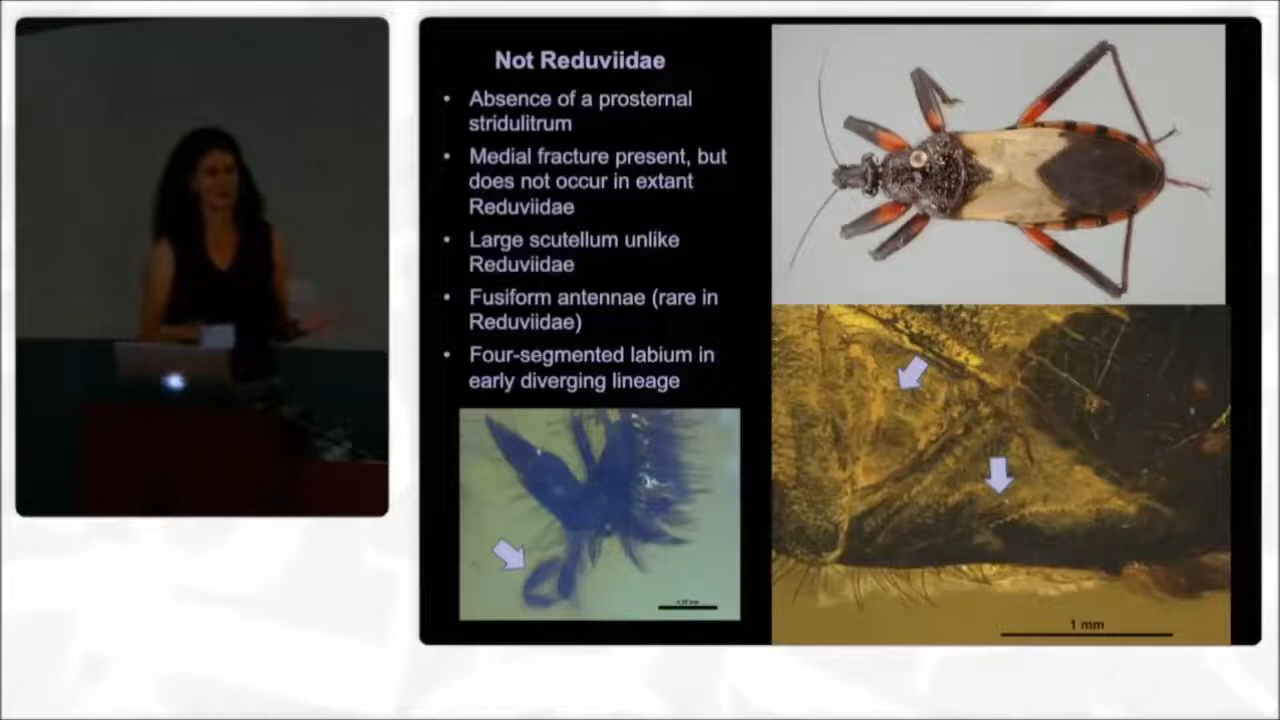 Not Reduviidae
• Absence of a prosternal
stridulitrum
• Medial fracture present, but
does not occur in extant
Reduviidae
• Large scutellum unlike
Reduviidae
• Fusiform antennae (rare in
Reduviidae)
• Four-segmented labium in
early diverging lineage
1 mm